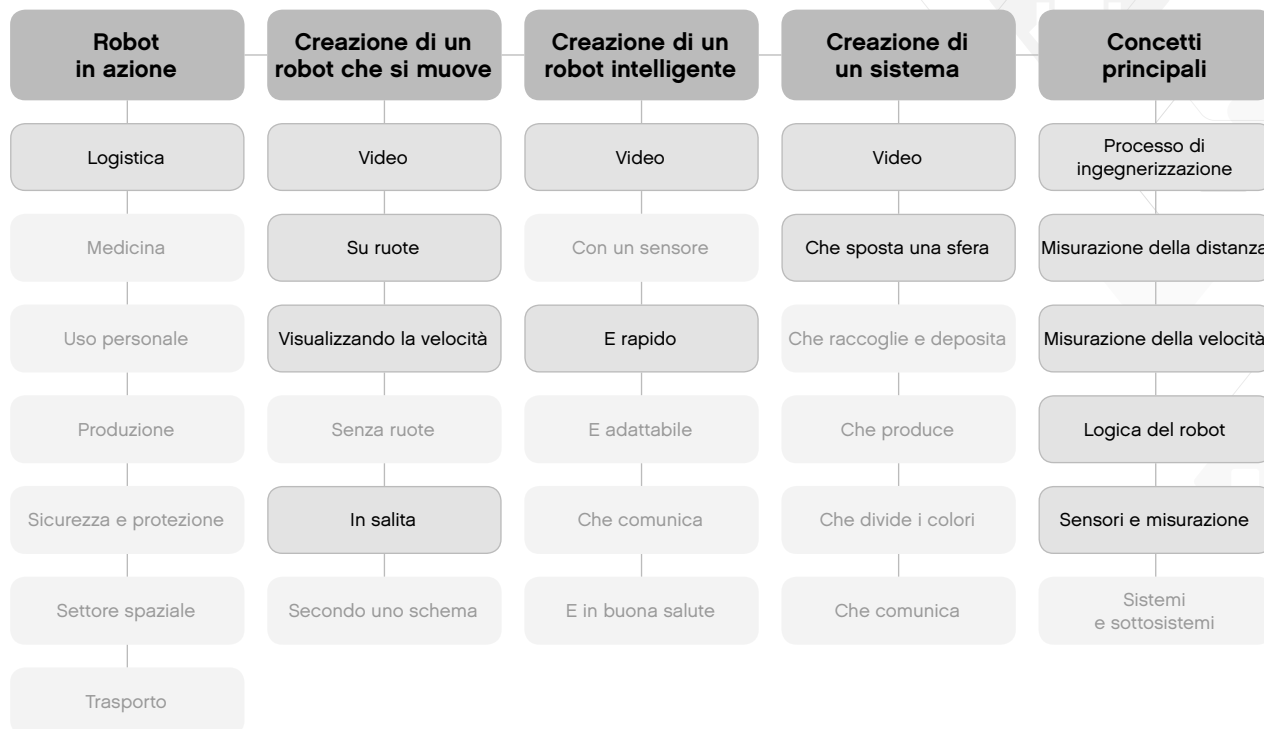 Robot
in azione
Creazione di un
robot che si muove
Creazione di un
robot intelligente
Creazione di
un sistema
Concetti
principali
Logistica
Video
Video
Video
Processo di
ingegnerizzazione
Medicina
Su ruote
Con un sensore
Che sposta una sfera
Misurazione della distanza
Uso personale
Visualizzando la velocità
E rapido
Che raccoglie e deposita
Misurazione della velocità
Produzione
Senza ruote
E adattabile
Che produce
Logica del robot
Sicurezza e protezione
In salita
Che comunica
Che divide i colori
Sensori e misurazione
Settore spaziale
Secondo uno schema
E in buona salute
Che comunica
Sistemi
e sottosistemi
Trasporto